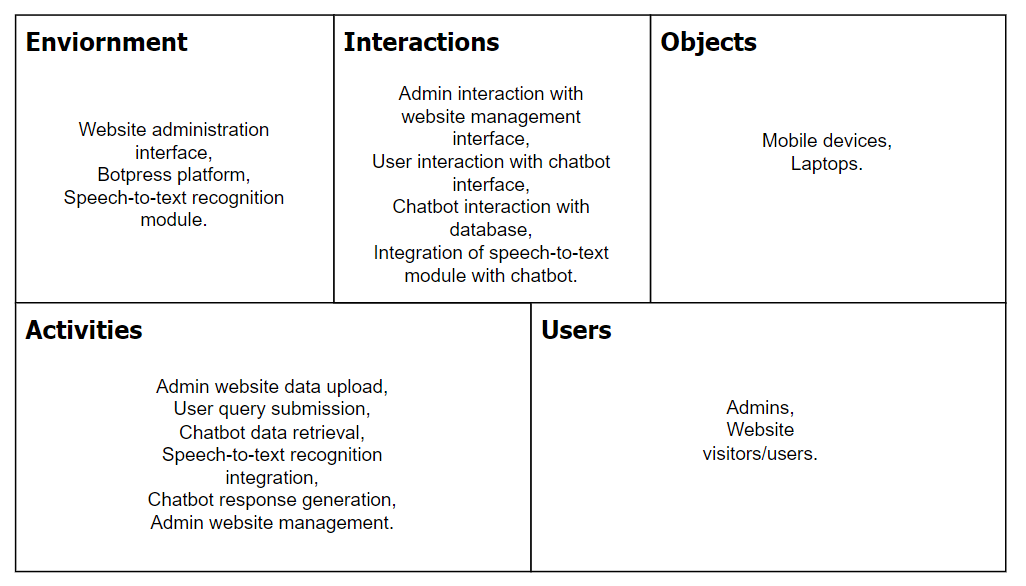 Enviornment
Website administration
interface,
Botpress platform,
Speech-to-text recognition
module.
Interactions
Admin interaction with
website management
interface,
User interaction with chatbot
interface,
Chatbot interaction with
database,
Integration of speech-to-text
module with chatbot.
Objects
Mobile devices,
Laptops.
Activities
Admin website data upload,
User query submission,
Chatbot data retrieval,
Speech-to-text recognition
integration,
Chatbot response generation,
Admin website management.
Users
Admins,
Website
visitors/users.